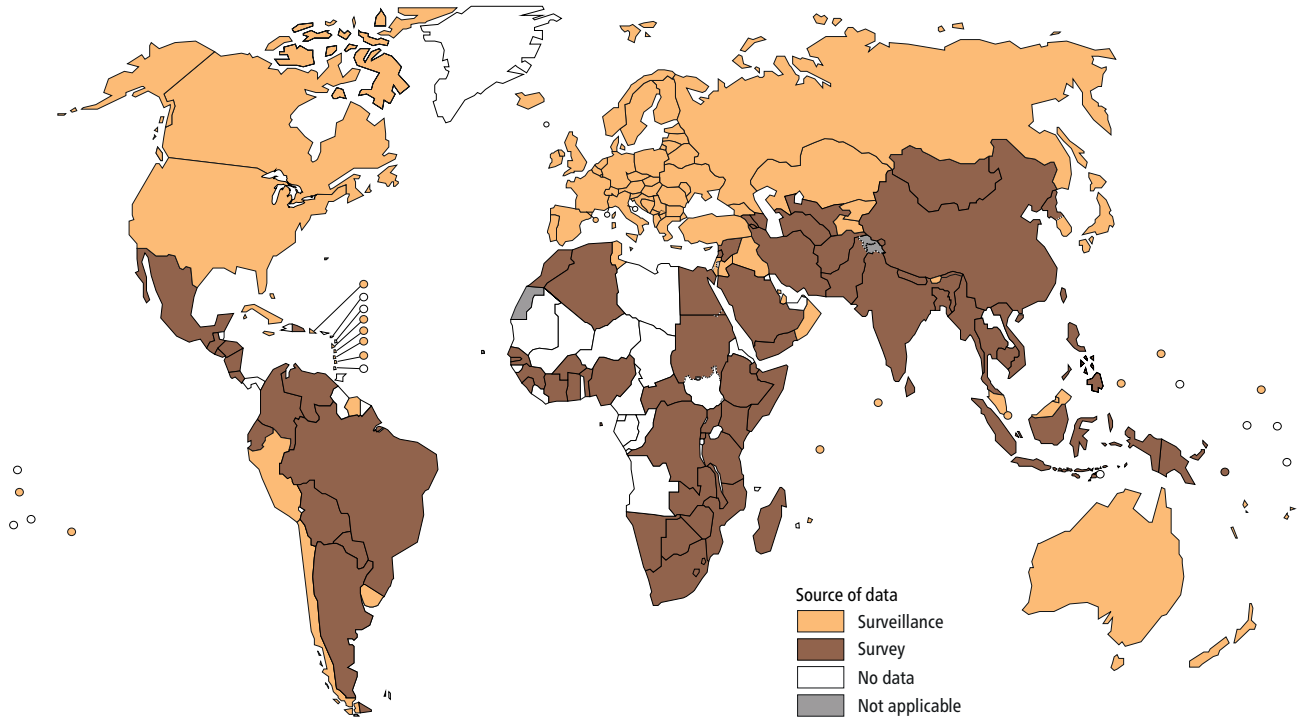 Source of data
Surveillance
Survey
No data
Not applicable